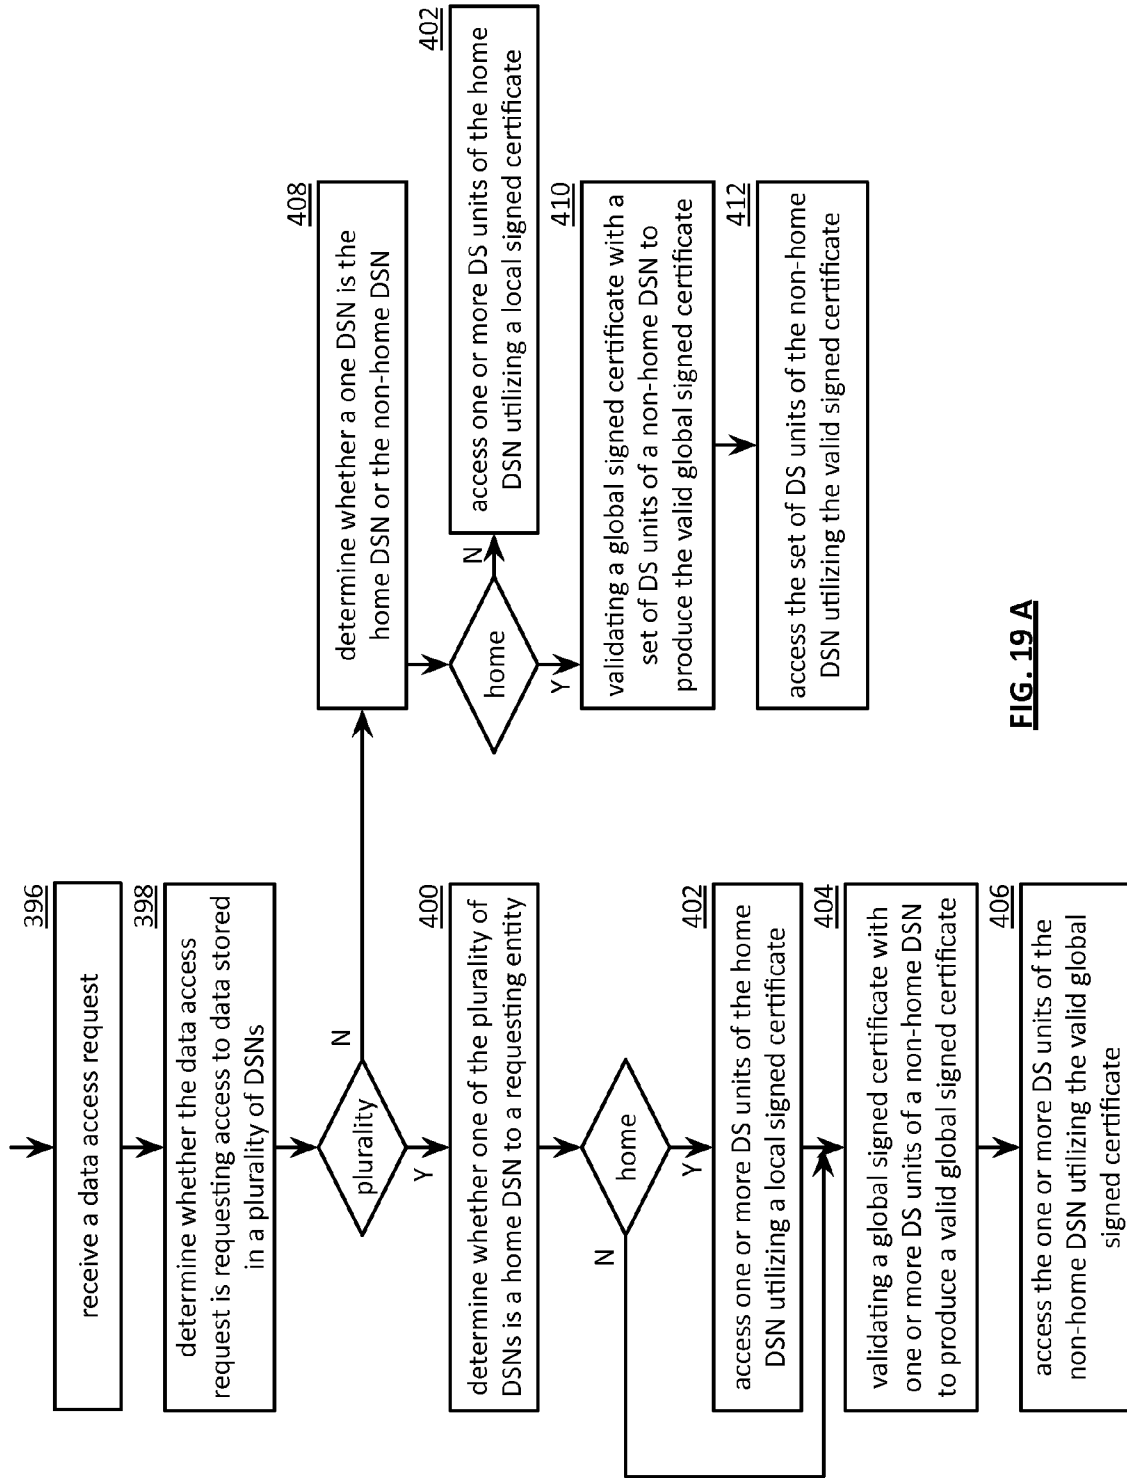 396
receive a data access request
398
determine whether the data access
request is requesting access to data stored
in a plurality of DSNs
plurality
N
Y
400
determine whether one of the plurality of
DSNs is a home DSN to a requesting entity
home
N
Y
402
access one or more DS units of the home
DSN utilizing a local signed certificate
404
validating a global signed certificate with
one or more DS units of a non-home DSN
to produce a valid global signed certificate
406
access the one or more DS units of the
non-home DSN utilizing the valid global
signed certificate
408
determine whether a one DSN is the
home DSN or the non-home DSN
home
N
Y
402
access one or more DS units of the home
DSN utilizing a local signed certificate
410
validating a global signed certificate with a
set of DS units of a non-home DSN to
produce the valid global signed certificate
412
access the set of DS units of the non-home
DSN utilizing the valid signed certificate
FIG. 19 A